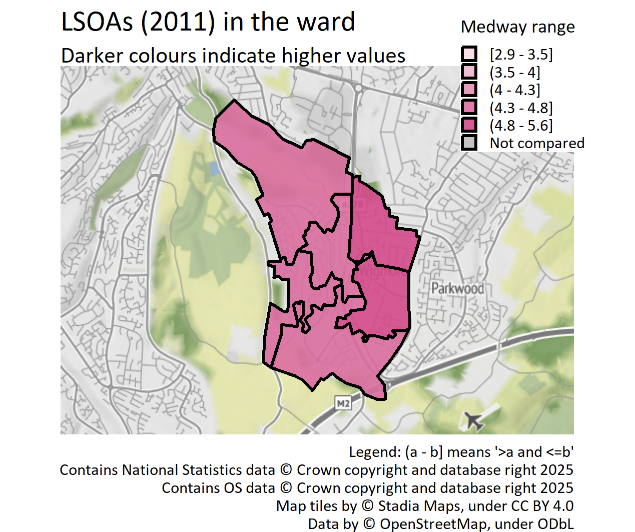 LSOAs (2011) in the ward
Darker colours indicate higher values
Medway range
[2.9 - 3.5]
(3.5 - 4]
(4 - 4.3]
(4.3 - 4.8]
(4.8 - 5.6]
Not compared
Parkwood
M2
Legend: (a - b] means '>a and <=b'
Contains National Statistics data © Crown copyright and database right 2025
Contains OS data © Crown copyright and database right 2025
Map tiles by © Stadia Maps, under CC BY 4.0
Data by © OpenStreetMap, under ODbL